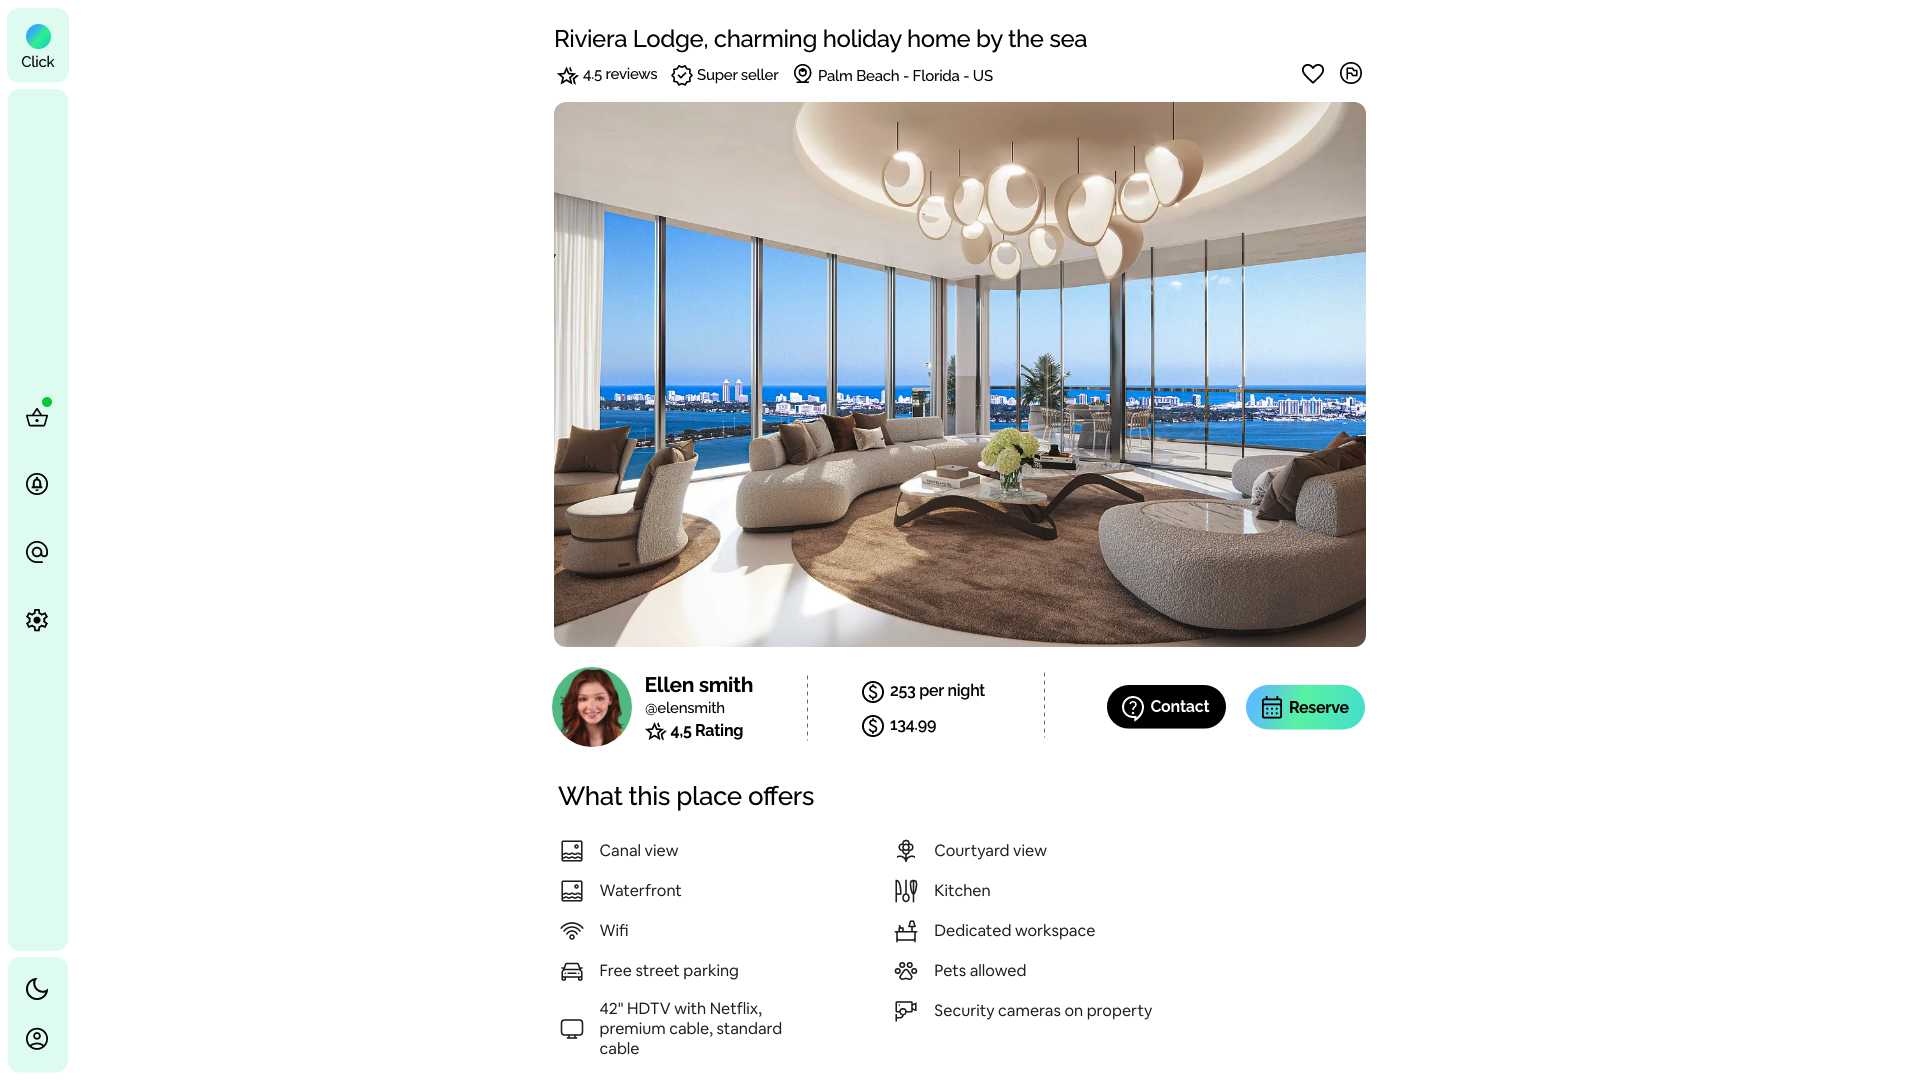 Click
Riviera Lodge, charming holiday home by the sea
4.5 reviews
Super seller
Palm Beach - Florida - US
Ellen smith
@elensmith
4,5 Rating
253 per night
134.99
Contact
Reserve
What this place offers
Canal view
Courtyard view
Waterfront
Kitchen
Wifi
Dedicated workspace
Free street parking
Pets allowed
42" HDTV with Netflix,
premium cable, standard
cable
Security cameras on property